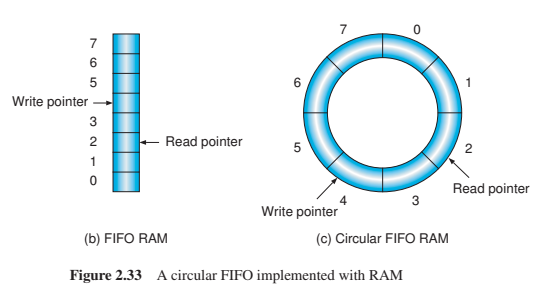 7
6
5
Write pointer
3
2
Read pointer
1
0
(b) FIFO RAM
7
0
6
1
5
2
4
3
Read pointer
Write pointer
(c) Circular FIFO RAM
Figure 2.33 A circular FIFO implemented with RAM